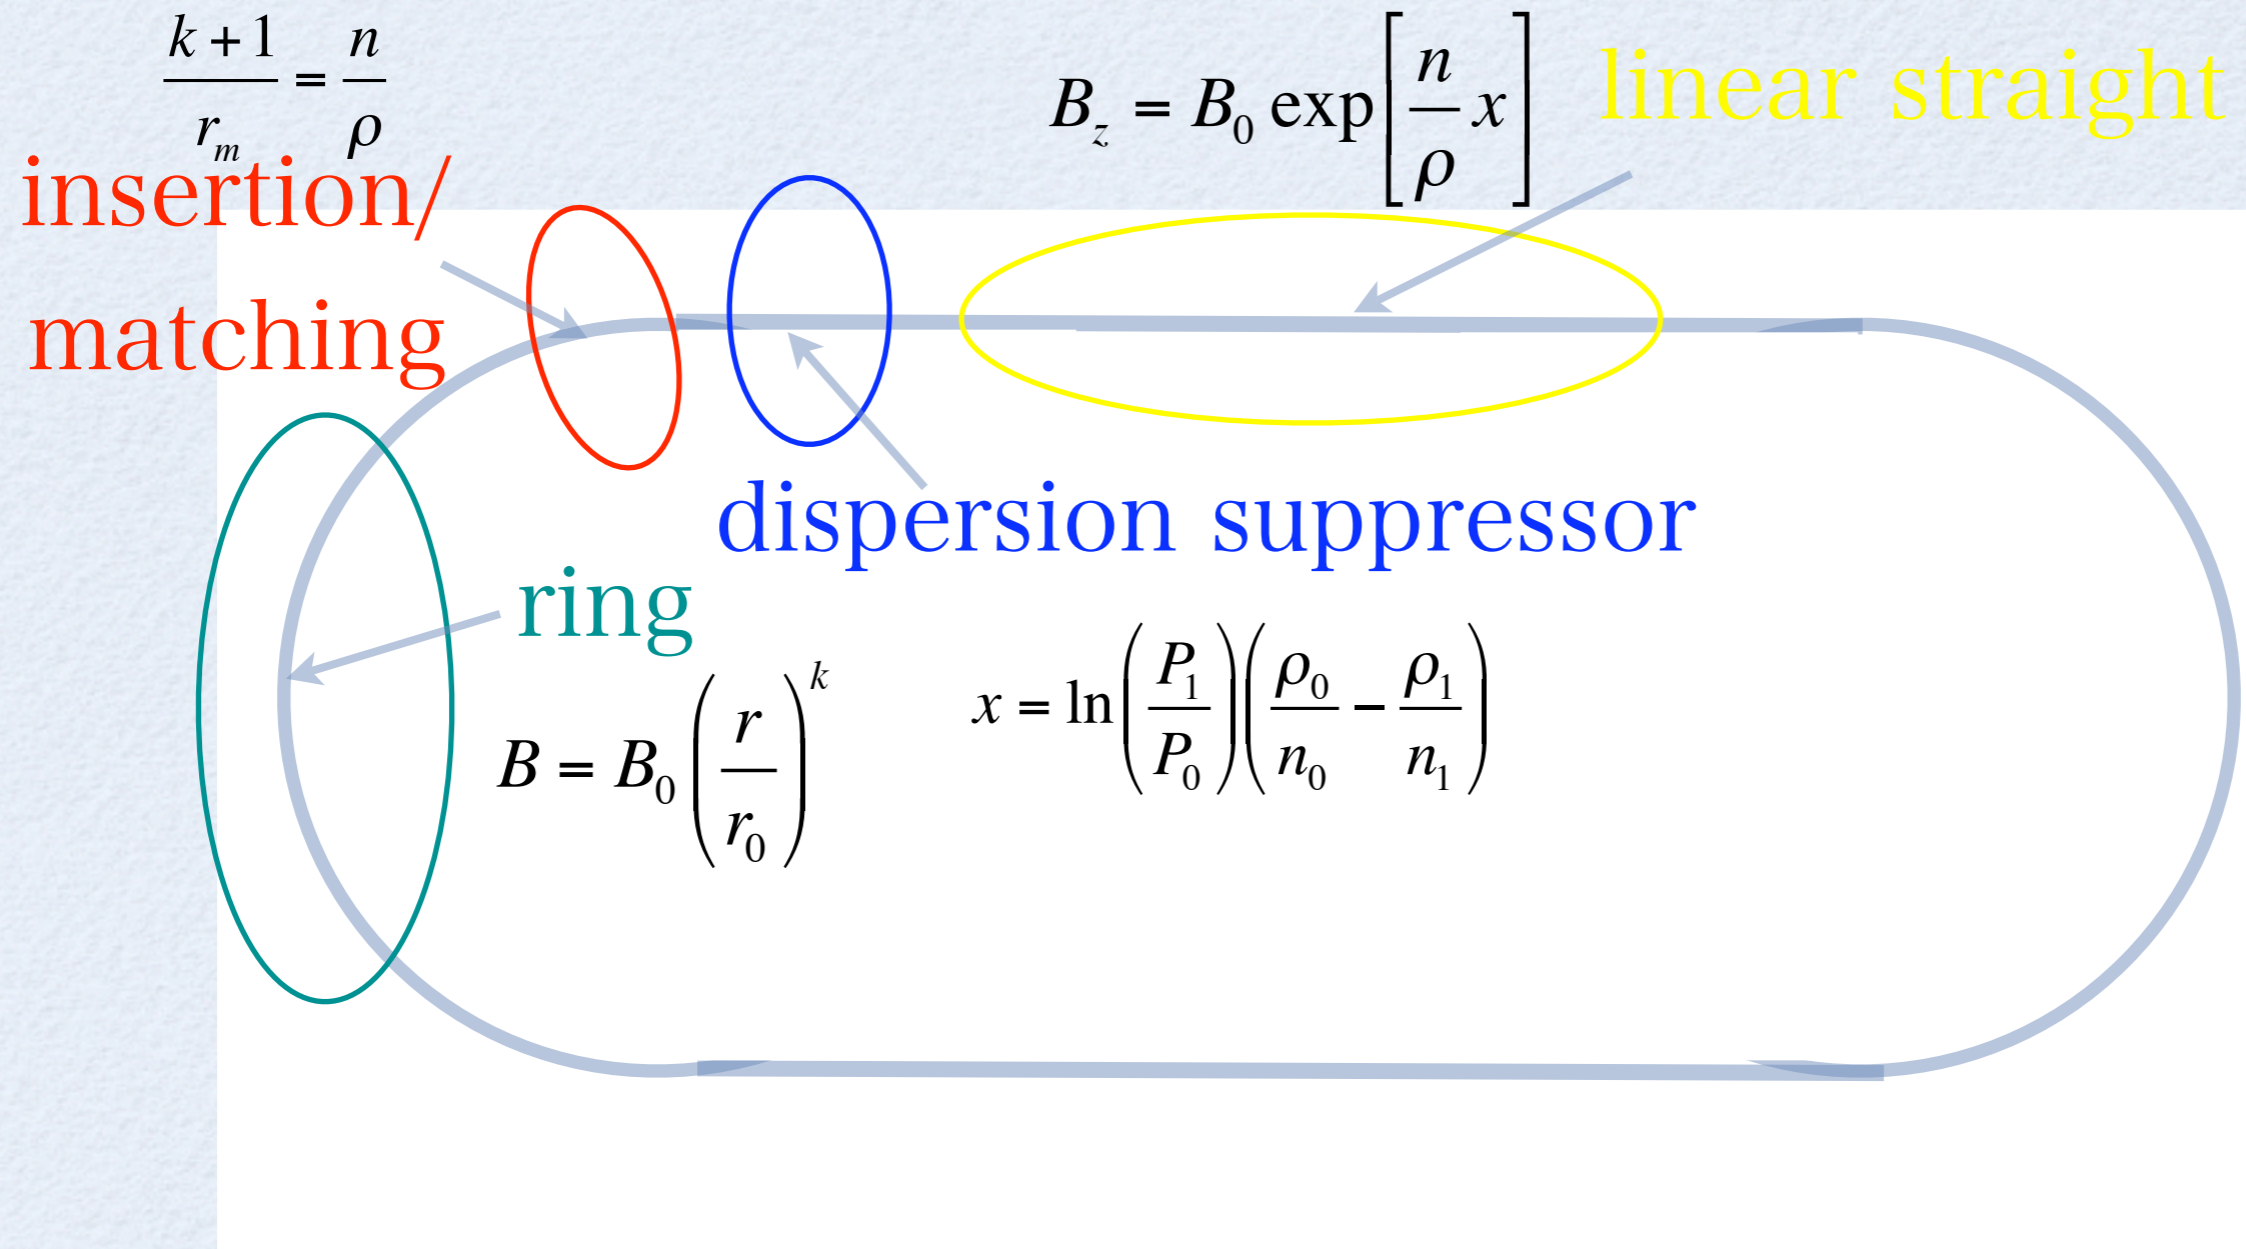 (k + 1)/r_m = n/ρ
B_z = B_0 exp[(n/ρ) x]
linear straight
insertion/
matching
dispersion suppressor
ring
B = B_0 (r/r_0)^k
x = ln(P_1/P_0)(ρ_0/n_0 − ρ_1/n_1)